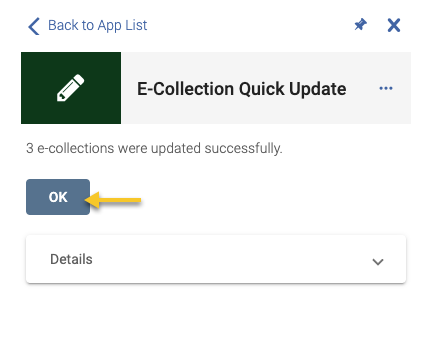 Back to App List
E-Collection Quick Update
3 e-collections were updated successfully.
OK
Details